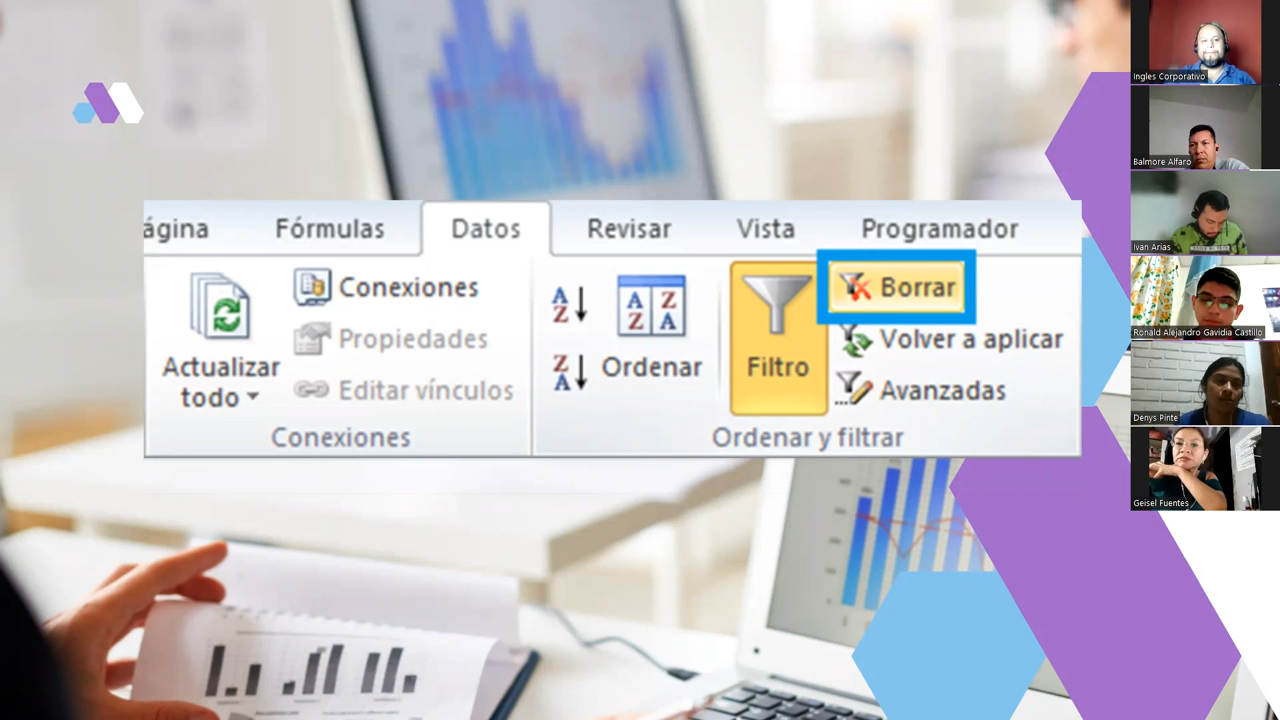 ágina
Fórmulas
Datos
Revisar
Vista
Programador
Actualizar
todo
Conexiones
Propiedades
Editar vínculos
Conexiones
A
Z
Z
A
A Z
Z A
Ordenar
Filtro
Borrar
Volver a aplicar
Avanzadas
Ordenar y filtrar
Ingles Corporativo
Balmore Alfaro
Ivan Arias
Ronald Alejandro Gavidia Castillo
Denys Pinte
Geisel Fuentes